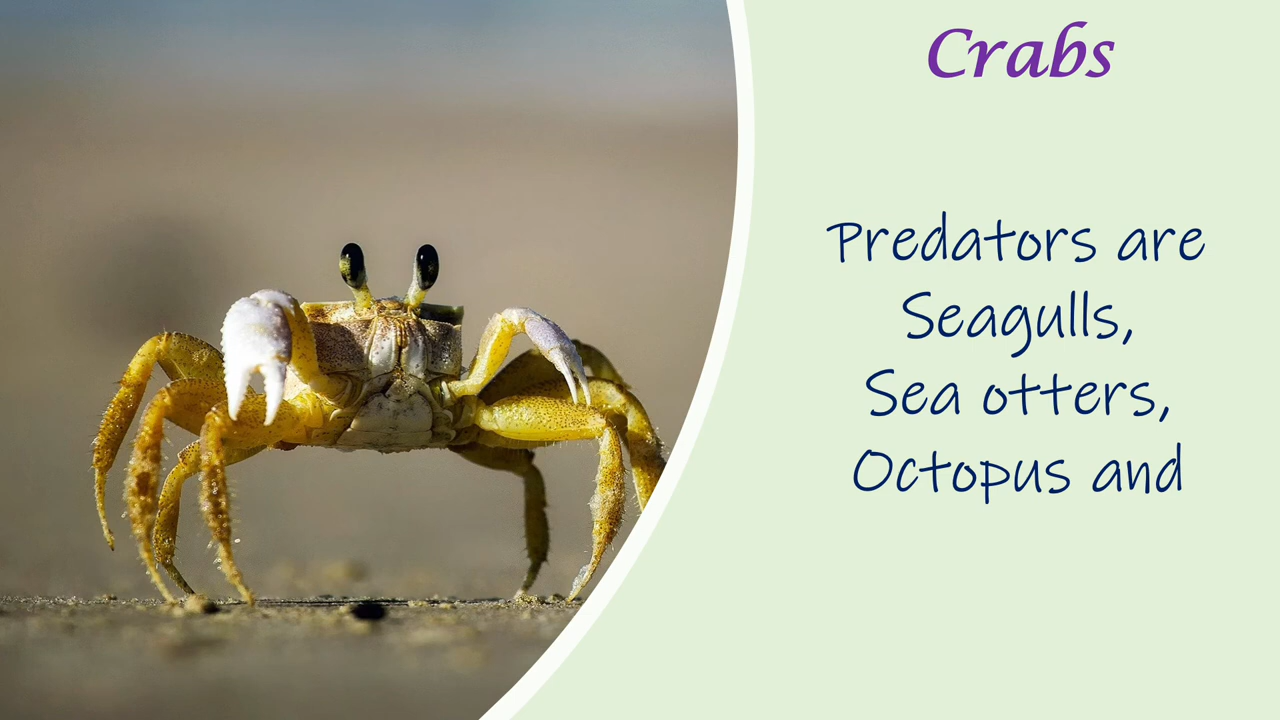 Crabs
Predators are
Seagulls,
Sea otters,
Octopus and